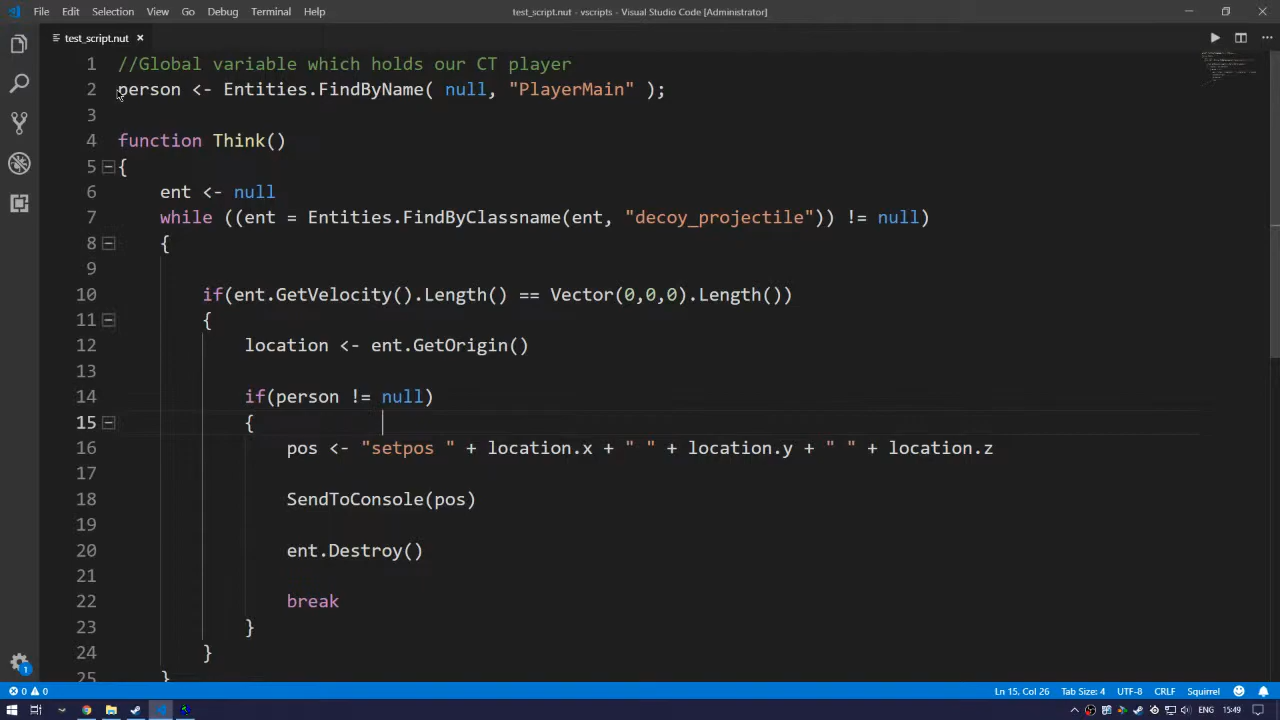 File Edit Selection View Go Debug Terminal Help
test_script.nut - vscripts - Visual Studio Code [Administrator]
test_script.nut
1 //Global variable which holds our CT player
2 person <- Entities.FindByName( null, "PlayerMain" );
3
4 function Think()
5 {
6 ent <- null
7 while ((ent = Entities.FindByClassname(ent, "decoy_projectile")) != null)
8 {
9
10 if(ent.GetVelocity().Length() == Vector(0,0,0).Length())
11 {
12 location <- ent.GetOrigin()
13
14 if(person != null)
15 {
16 pos <- "setpos " + location.x + " " + location.y + " " + location.z
17
18 SendToConsole(pos)
19
20 ent.Destroy()
21
22 break
23 }
24 }
25 }
0 0 Ln 15, Col 26 Tab Size: 4 UTF-8 CRLF Squirrel
1
ENG 15:49